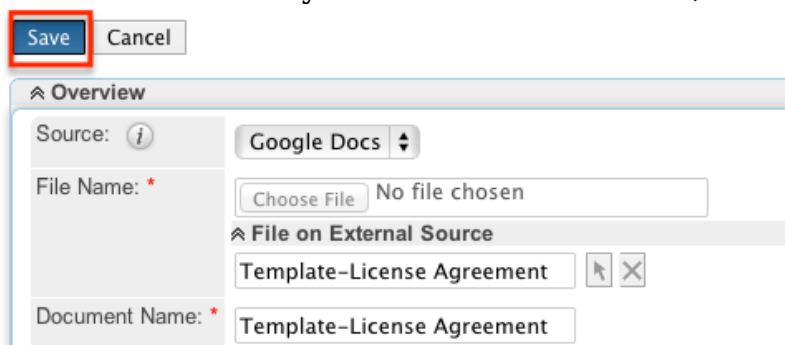 Save Cancel
Overview
Source: i Google Docs
File Name: * Choose File No file chosen
File on External Source
Template-License Agreement
Document Name: * Template-License Agreement